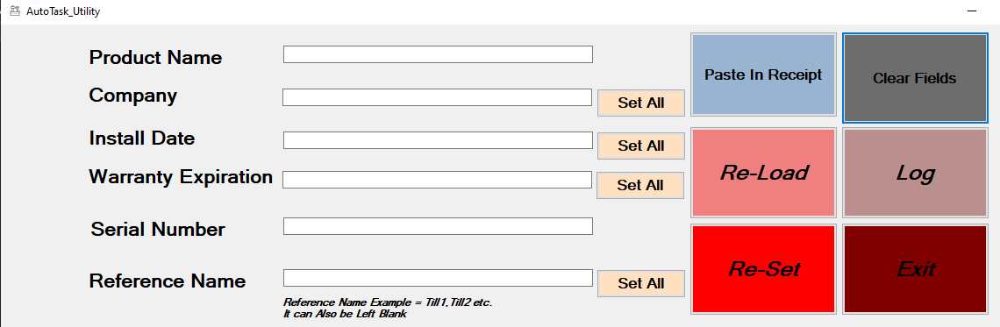 AutoTask_Utility
Product Name
Company
Set All
Install Date
Set All
Warranty Expiration
Set All
Serial Number
Reference Name
Set All
Reference Name Example = Till1,Till2 etc.
It can Also be Left Blank
Paste In Receipt
Clear Fields
Re-Load
Log
Re-Set
Exit